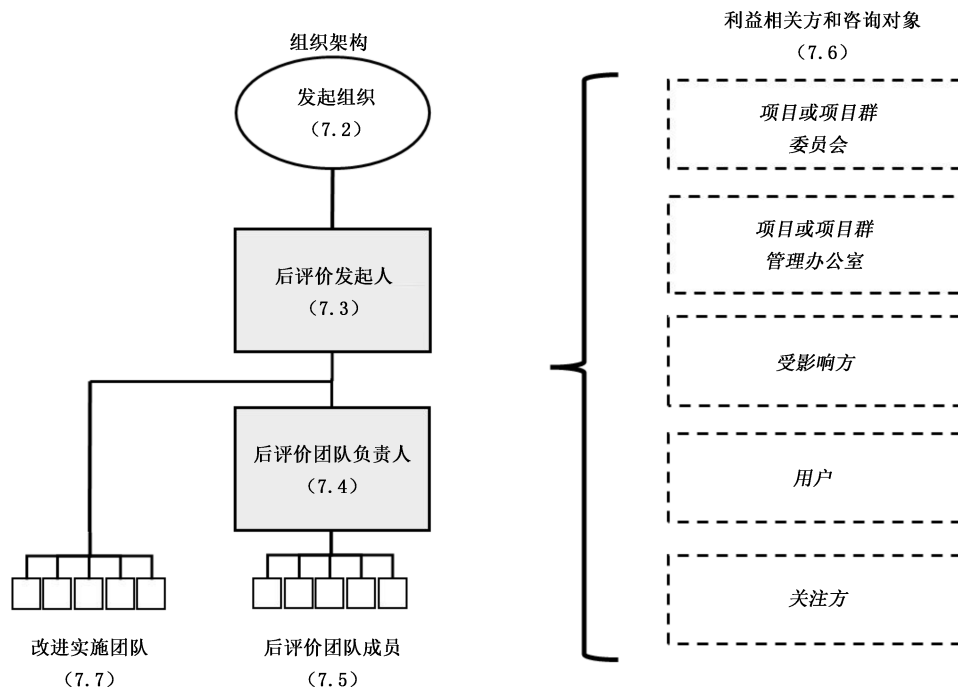 组织架构
发起组织
（7.2）
后评价发起人
（7.3）
后评价团队负责人
（7.4）
改进实施团队
（7.7）
后评价团队成员
（7.5）
利益相关方和咨询对象
（7.6）
项目或项目群
委员会
项目或项目群
管理办公室
受影响方
用户
关注方